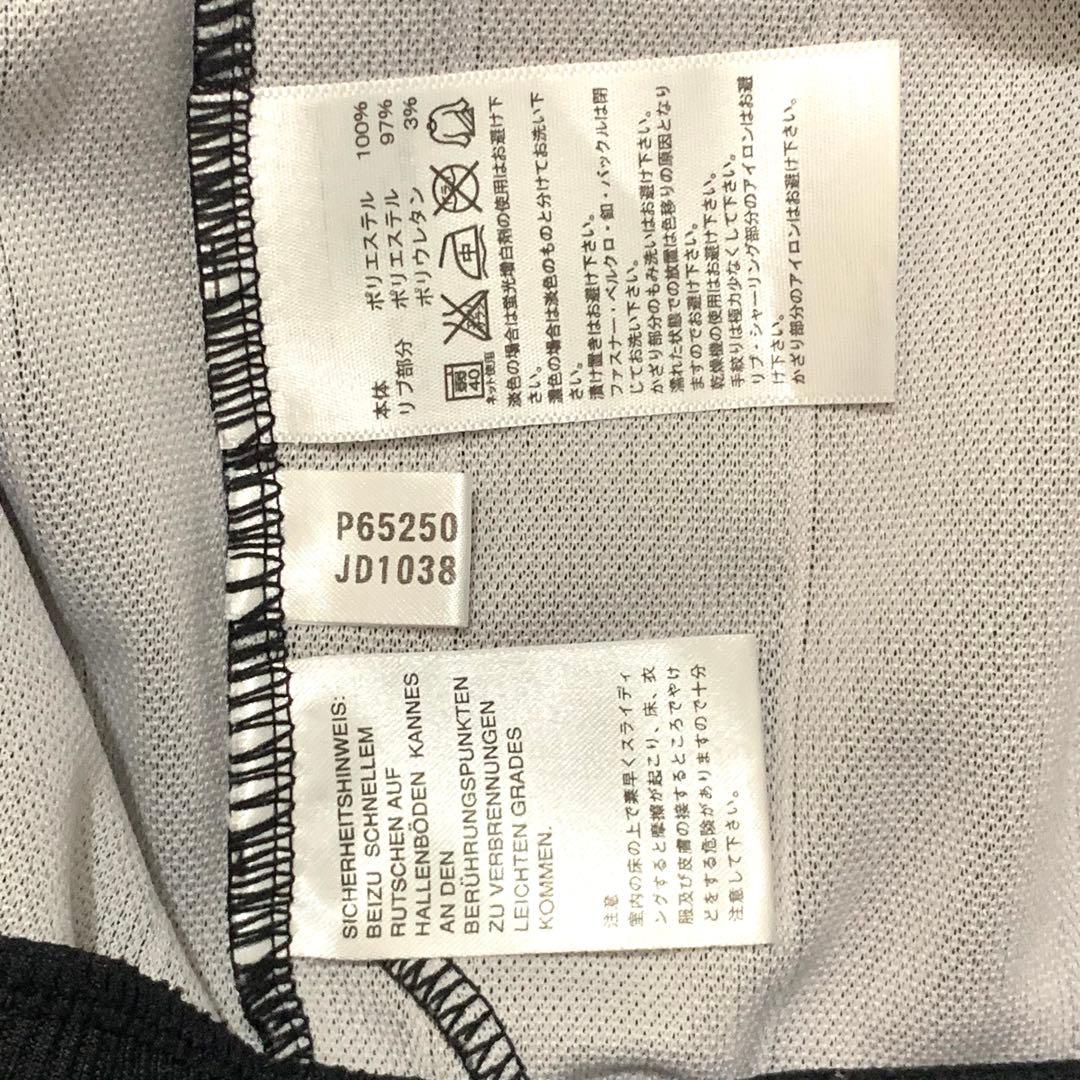 本体 ポリエステル 100%
リブ部分 ポリエステル 97%
ポリウレタン 3%
弱 40 中 ドライ
ネット使用
淡色の場合は蛍光増白剤の使用はお避け下
さい。
濃色の場合は淡色のものと分けてお洗い下
さい。
漬け置きはお避け下さい。
ファスナー・ベルクロ・釦・バックルは閉
じてお洗い下さい。
かざり部分のもみ洗いはお避け下さい。
濡れた状態での放置は色移りの原因となり
ますのでお避け下さい。
乾燥機の使用はお避け下さい。
手絞りは極力少なくして下さい。
リブ・シャーリング部分のアイロンはお避
け下さい。
かざり部分のアイロンはお避け下さい。
P65250
JD1038
SICHERHEITSHINWEIS:
BEIZU SCHNELLEM
RUTSCHEN AUF
HALLENBÖDEN KANNES
AN DEN
BERÜHRUNGSPUNKTEN
ZU VERBRENNUNGEN
LEICHTEN GRADES
KOMMEN.
注意
室内の床の上で素早くスライディ
ングすると摩擦が起こり、床、衣
服及び皮膚の接するところでやけ
どをする危険がありますので十分
注意して下さい。